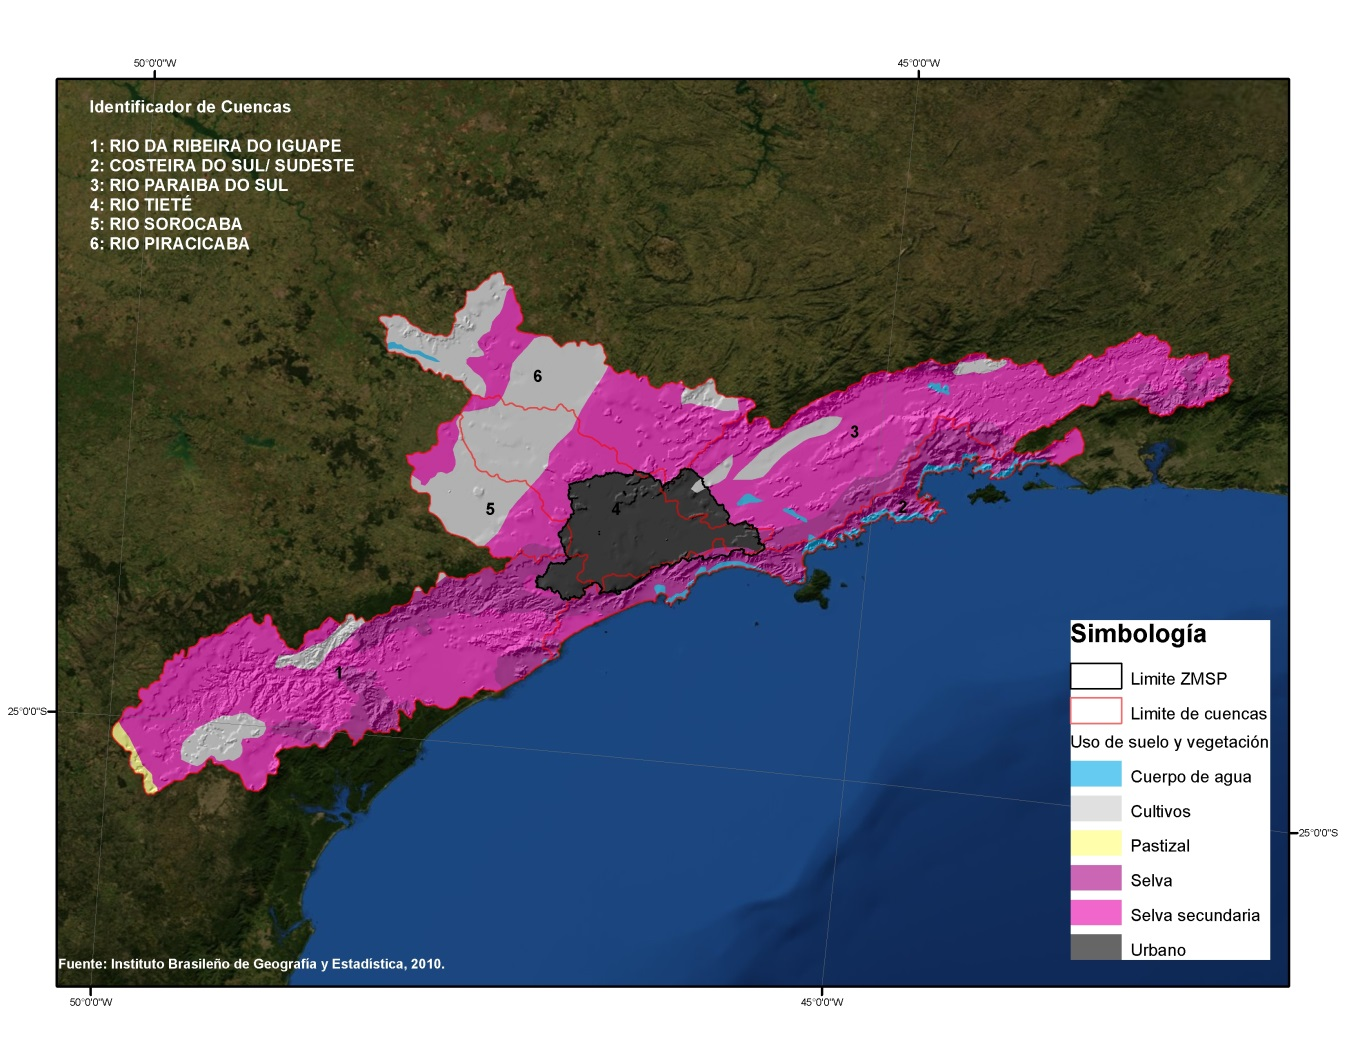 50°0'0"W
45°0'0"W
Identificador de Cuencas
1: RIO DA RIBEIRA DO IGUAPE
2: COSTEIRA DO SUL/ SUDESTE
3: RIO PARAIBA DO SUL
4: RIO TIETÉ
5: RIO SOROCABA
6: RIO PIRACICABA
6
3
5
4
2
1
25°0'0"S
Simbología
Limite ZMSP
Limite de cuencas
Uso de suelo y vegetación
Cuerpo de agua
Cultivos
Pastizal
Selva
Selva secundaria
Urbano
25°0'0"S
Fuente: Instituto Brasileño de Geografía y Estadística, 2010.
50°0'0"W
45°0'0"W